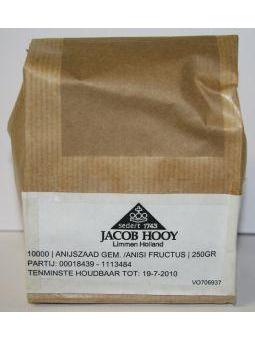 sedert 1743
JACOB HOOY
Limmen Holland
10000 | ANIJSZAAD GEM. /ANISI FRUCTUS | 250GR
PARTIJ: 00018439 - 1113484
TENMINSTE HOUDBAAR TOT: 19-7-2010
VO706937